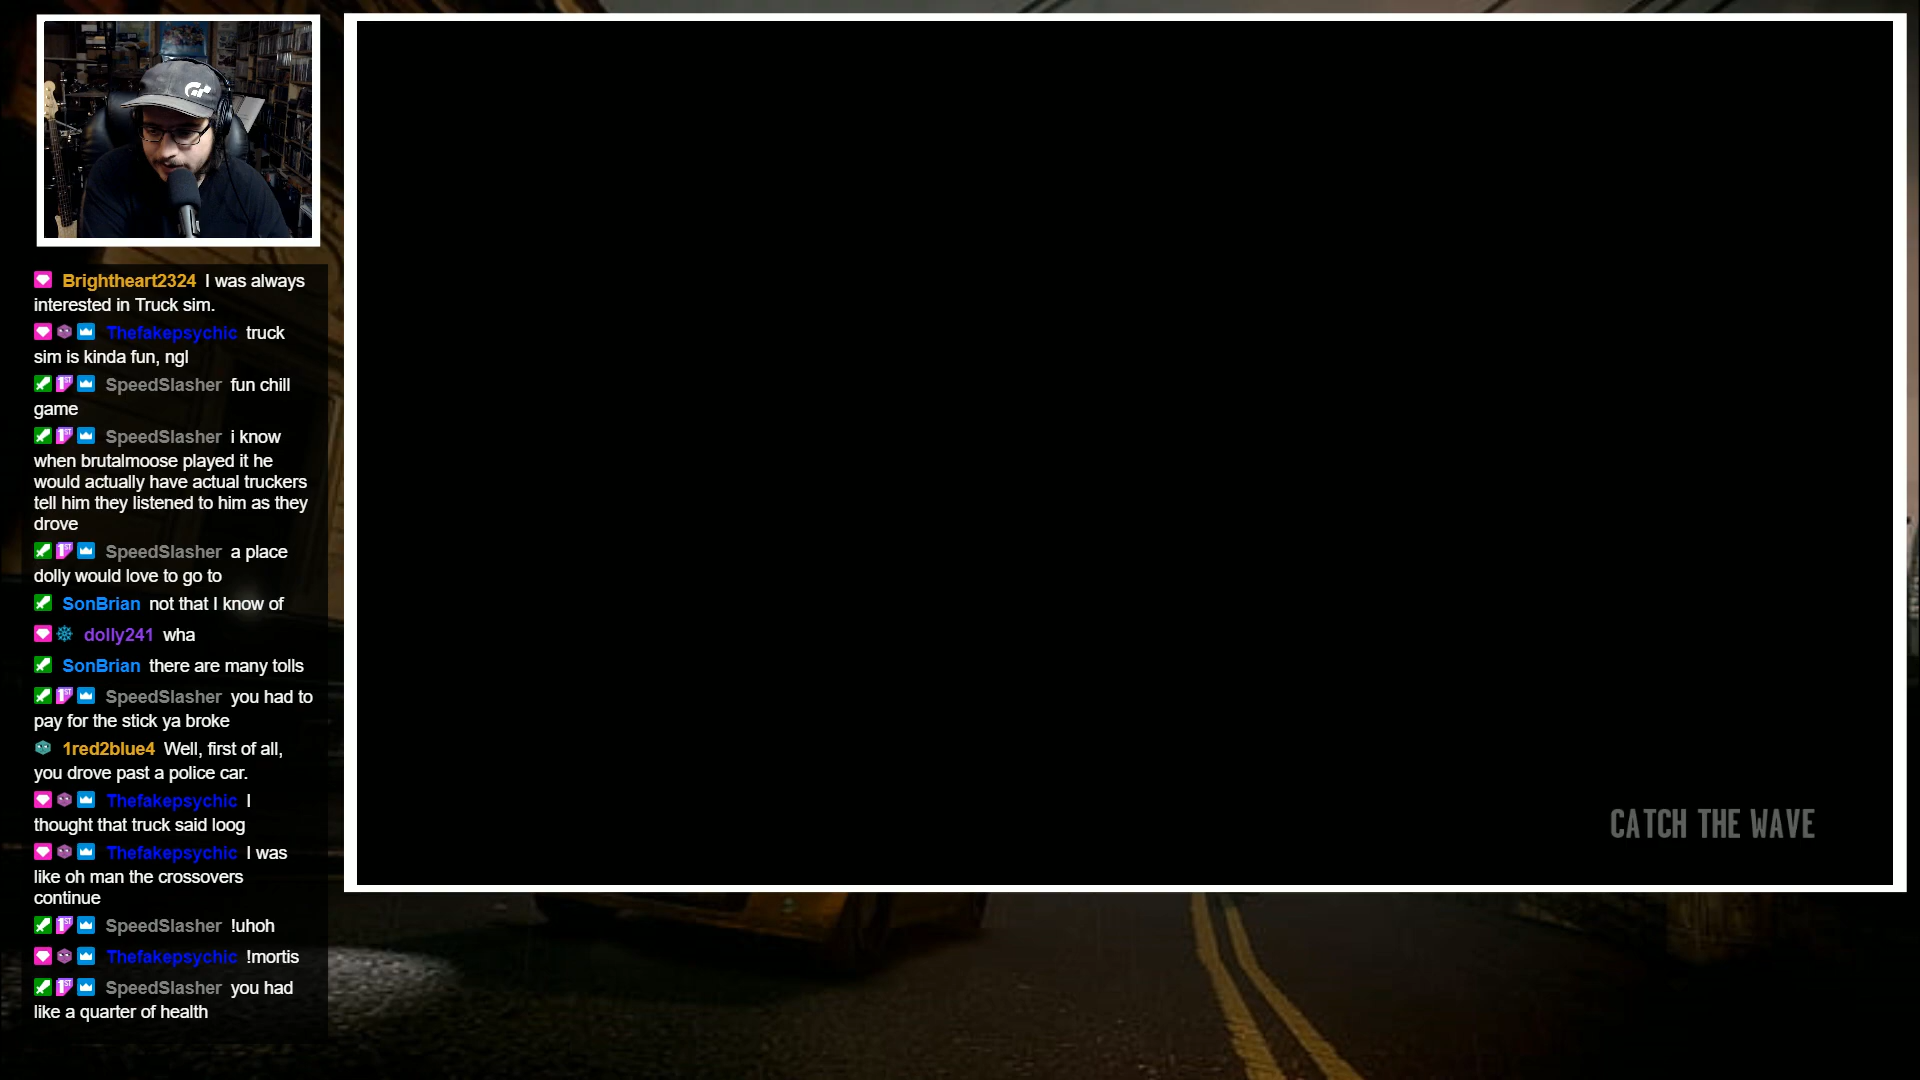 Brightheart2324 I was always
interested in Truck sim.
Thefakepsychic truck
sim is kinda fun, ngl
SpeedSlasher fun chill
game
SpeedSlasher i know
when brutalmoose played it he
would actually have actual truckers
tell him they listened to him as they
drove
SpeedSlasher a place
dolly would love to go to
SonBrian not that I know of
dolly241 wha
SonBrian there are many tolls
SpeedSlasher you had to
pay for the stick ya broke
1red2blue4 Well, first of all,
you drove past a police car.
Thefakepsychic I
thought that truck said loog
Thefakepsychic I was
like oh man the crossovers
continue
SpeedSlasher !uhoh
Thefakepsychic !mortis
SpeedSlasher you had
like a quarter of health
CATCH THE WAVE